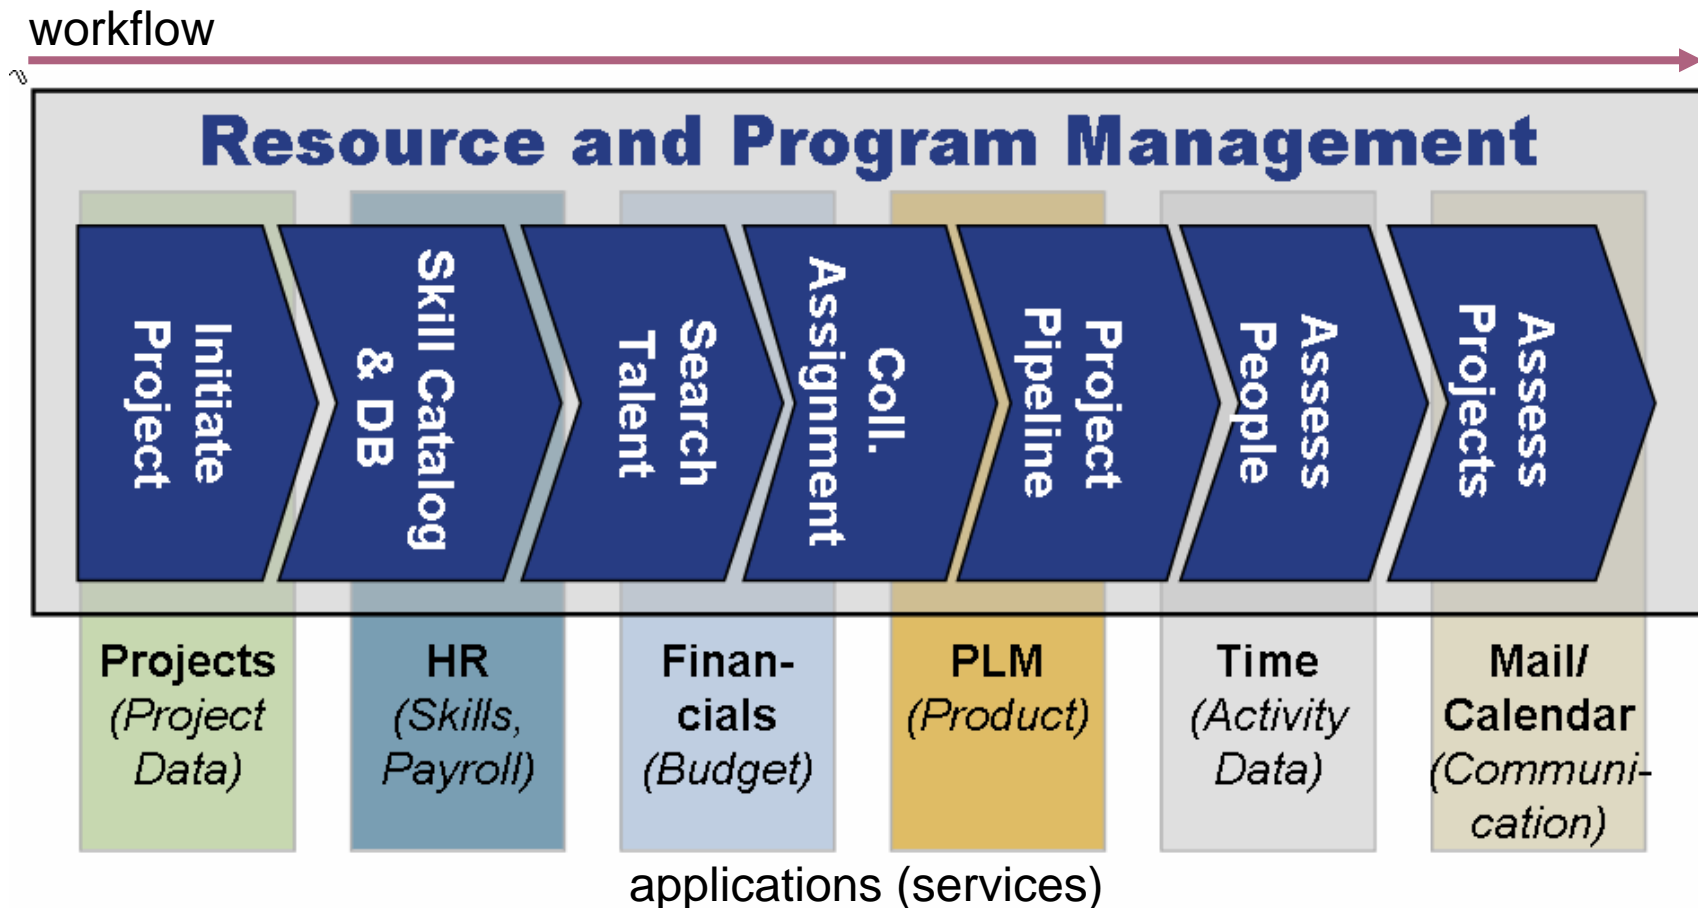 workflow
Resource and Program Management
Initiate
Project
Skill Catalog
& DB
Search
Talent
Coll.
Assignment
Project
Pipeline
Assess
People
Assess
Projects
Projects
(Project
Data)
HR
(Skills,
Payroll)
Finan-
cials
(Budget)
PLM
(Product)
Time
(Activity
Data)
Mail/
Calendar
(Communi-
cation)
applications (services)